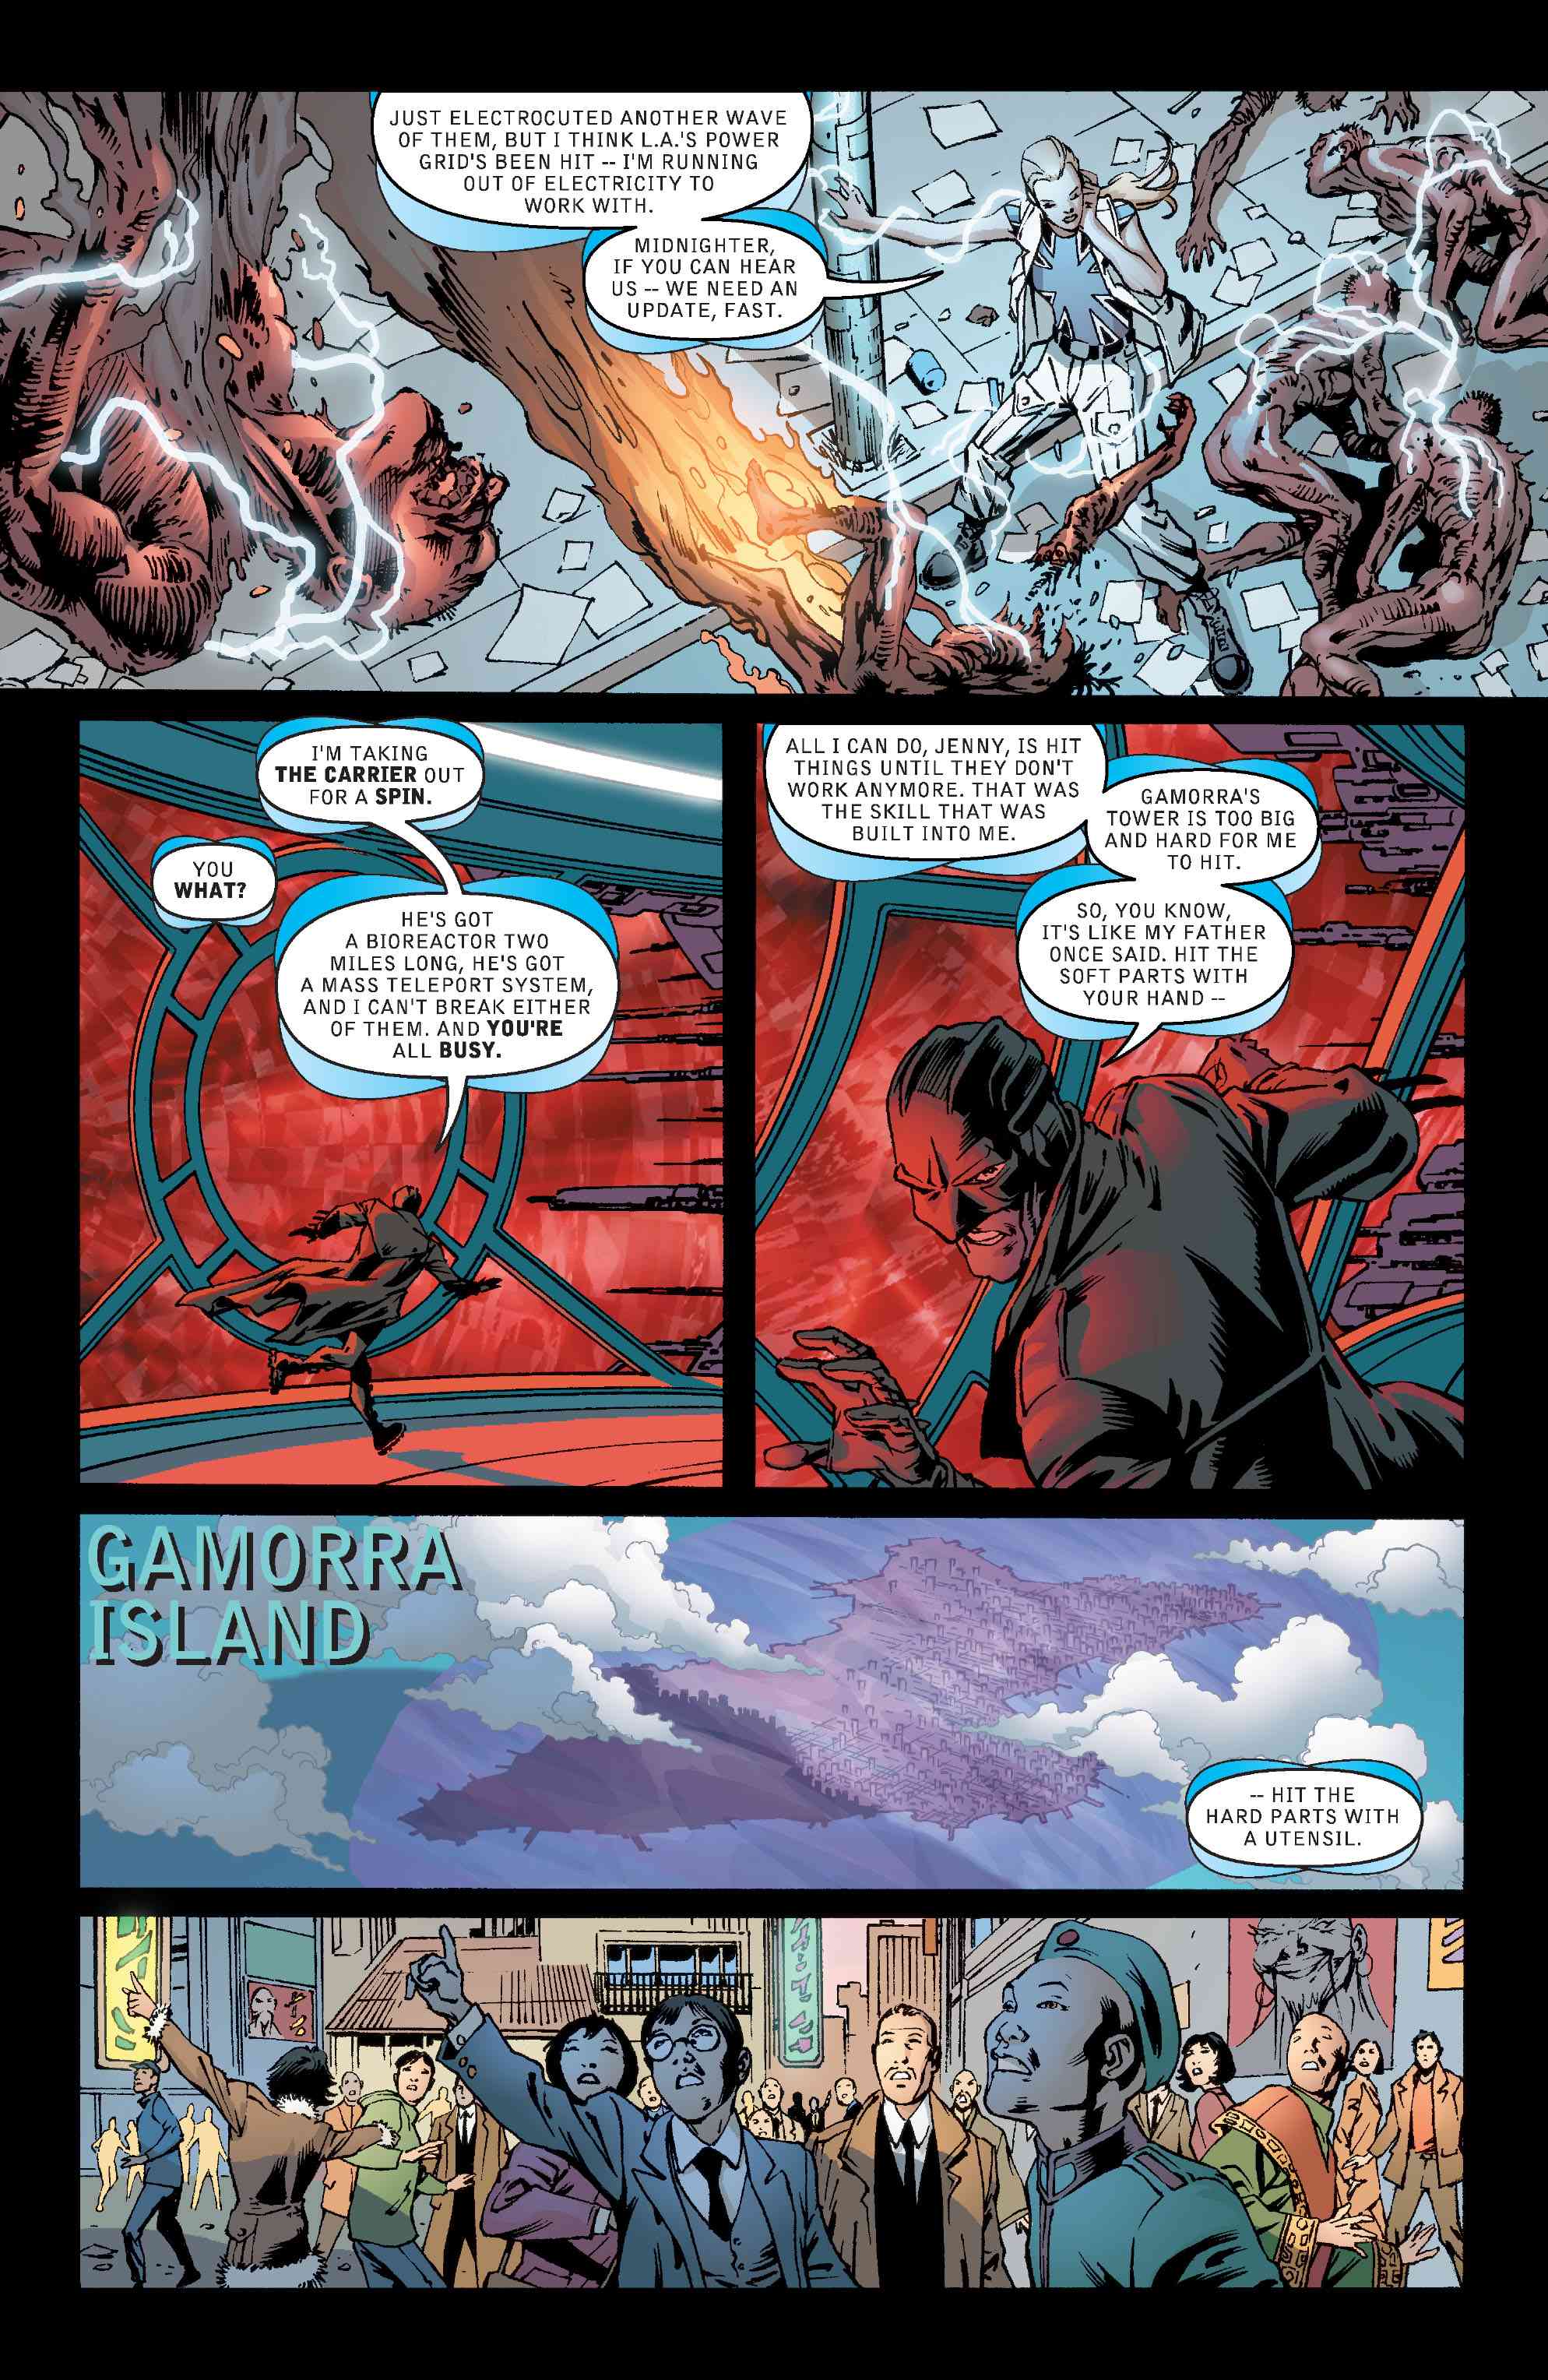 JUST ELECTROCUTED ANOTHER WAVE
OF THEM, BUT I THINK L.A.'S POWER
GRID'S BEEN HIT -- I'M RUNNING
OUT OF ELECTRICITY TO
WORK WITH.
MIDNIGHTER,
IF YOU CAN HEAR
US -- WE NEED AN
UPDATE, FAST.
I'M TAKING
THE CARRIER OUT
FOR A SPIN.
YOU
WHAT?
HE'S GOT
A BIOREACTOR TWO
MILES LONG, HE'S GOT
A MASS TELEPORT SYSTEM,
AND I CAN'T BREAK EITHER
OF THEM. AND YOU'RE
ALL BUSY.
ALL I CAN DO, JENNY, IS HIT
THINGS UNTIL THEY DON'T
WORK ANYMORE. THAT WAS
THE SKILL THAT WAS
BUILT INTO ME.
GAMORRA'S
TOWER IS TOO BIG
AND HARD FOR ME
TO HIT.
SO, YOU KNOW,
IT'S LIKE MY FATHER
ONCE SAID. HIT THE
SOFT PARTS WITH
YOUR HAND --
GAMORRA
ISLAND
-- HIT THE
HARD PARTS WITH
A UTENSIL.